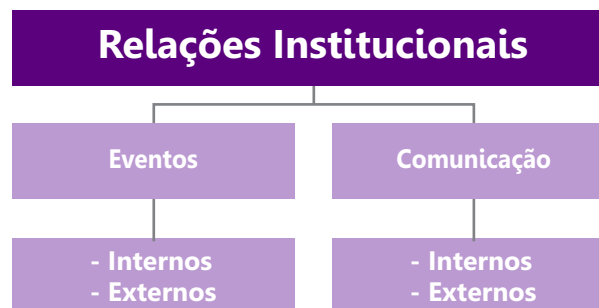 Relações Institucionais
Eventos
Comunicação
- Internos
- Externos
- Internos
- Externos